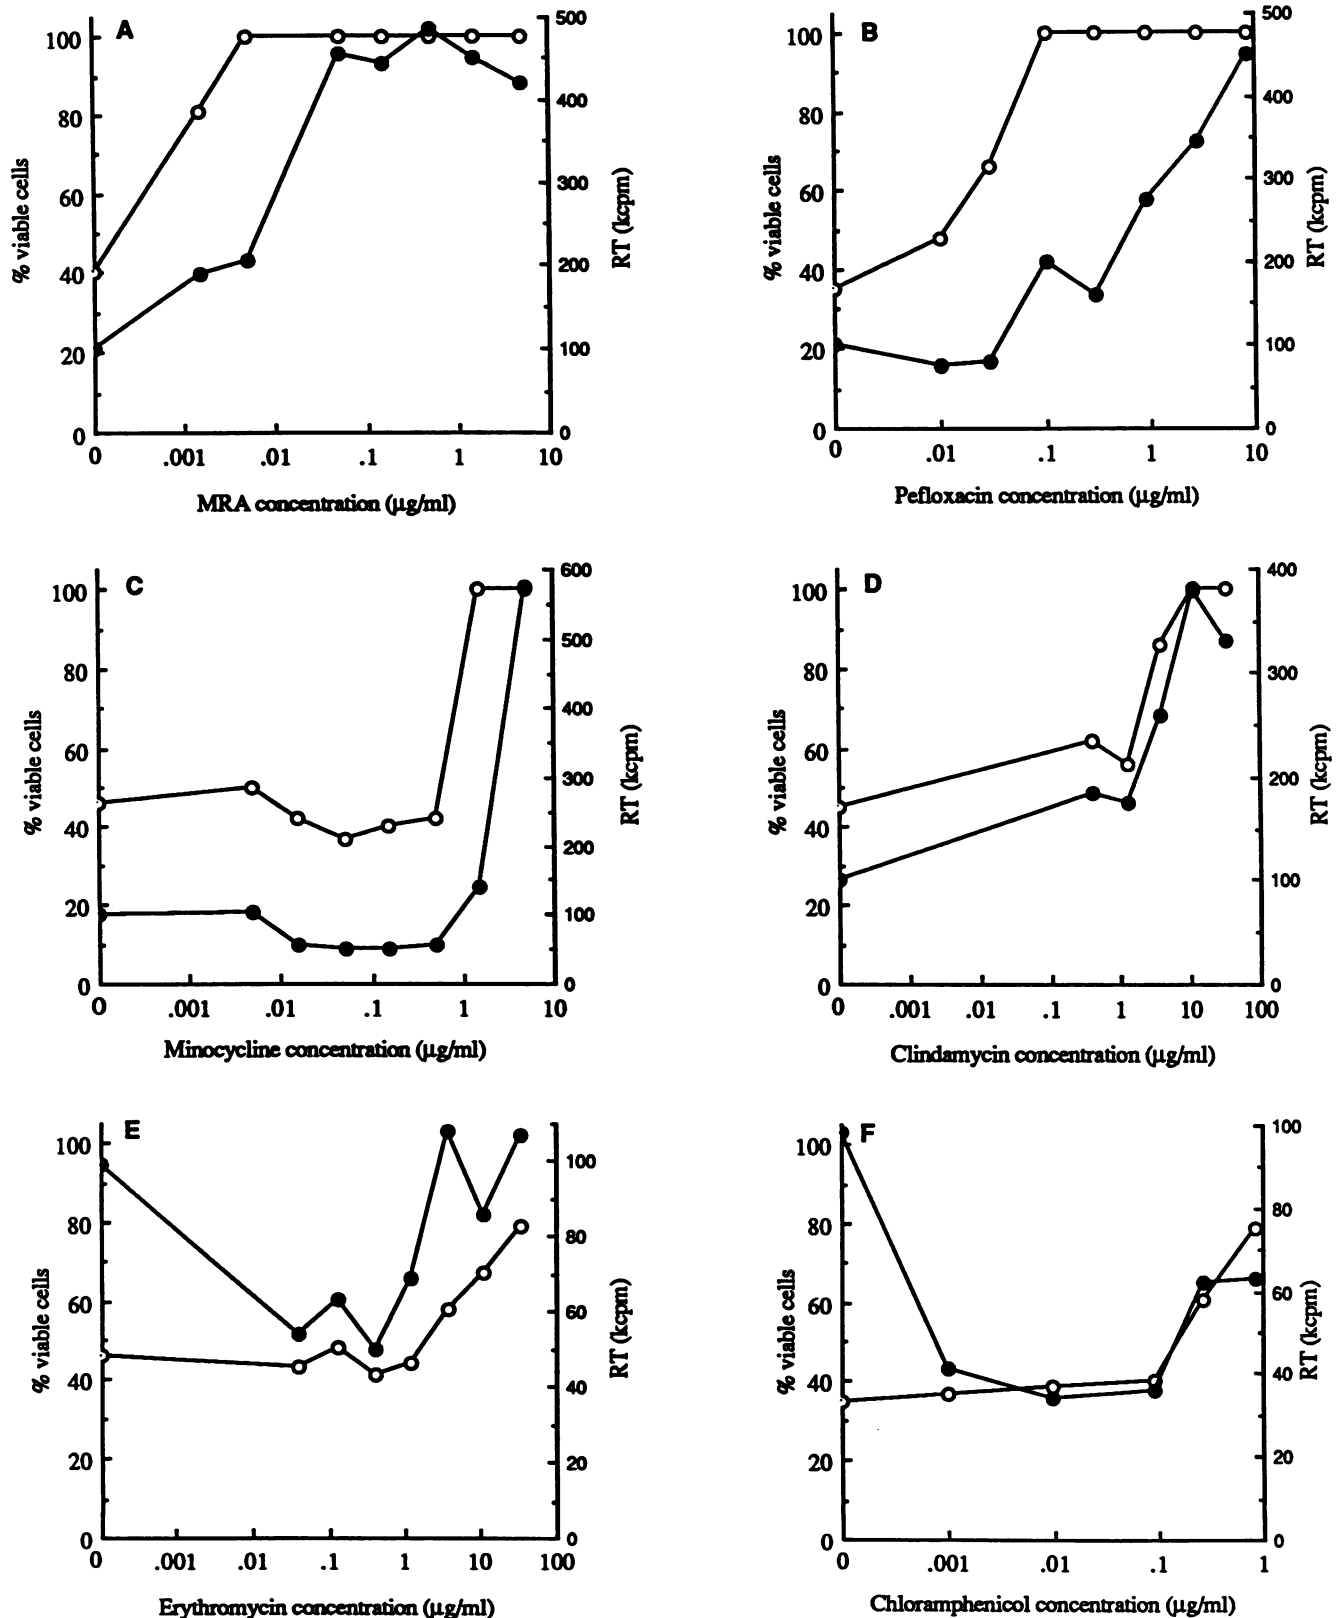 A
100
80
60
40
20
0
% viable cells
500
400
300
200
100
0
RT (kcpm)
0 .001 .01 .1 1 10
MRA concentration (µg/ml)
B
100
80
60
40
20
0
% viable cells
500
400
300
200
100
0
RT (kcpm)
0 .01 .1 1 10
Pefloxacin concentration (µg/ml)
C
100
80
60
40
20
0
% viable cells
600
500
400
300
200
100
0
RT (kcpm)
0 .001 .01 .1 1 10
Minocycline concentration (µg/ml)
D
100
80
60
40
20
0
% viable cells
400
300
200
100
0
RT (kcpm)
0 .001 .01 .1 1 10 100
Clindamycin concentration (µg/ml)
E
100
80
60
40
20
0
% viable cells
100
80
60
40
20
0
RT (kcpm)
0 .001 .01 .1 1 10 100
Erythromycin concentration (µg/ml)
F
100
80
60
40
20
0
% viable cells
100
80
60
40
20
0
RT (kcpm)
0 .001 .01 .1 1
Chloramphenicol concentration (µg/ml)